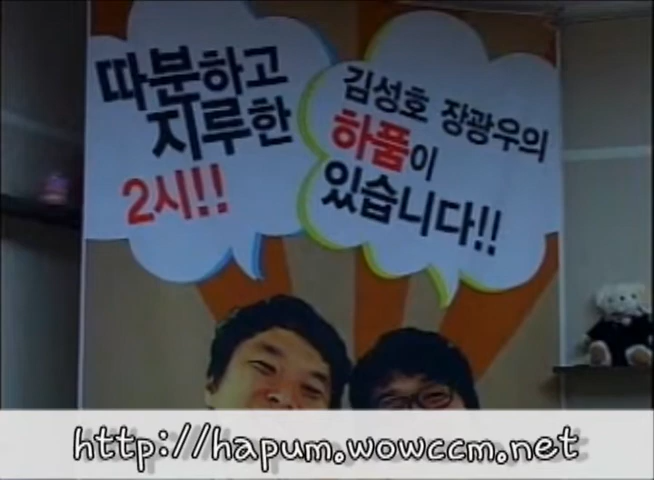 따분하고
지루한
2시!!
김성호 장광우의
하품이
있습니다!!
http://hapum.wowccm.net